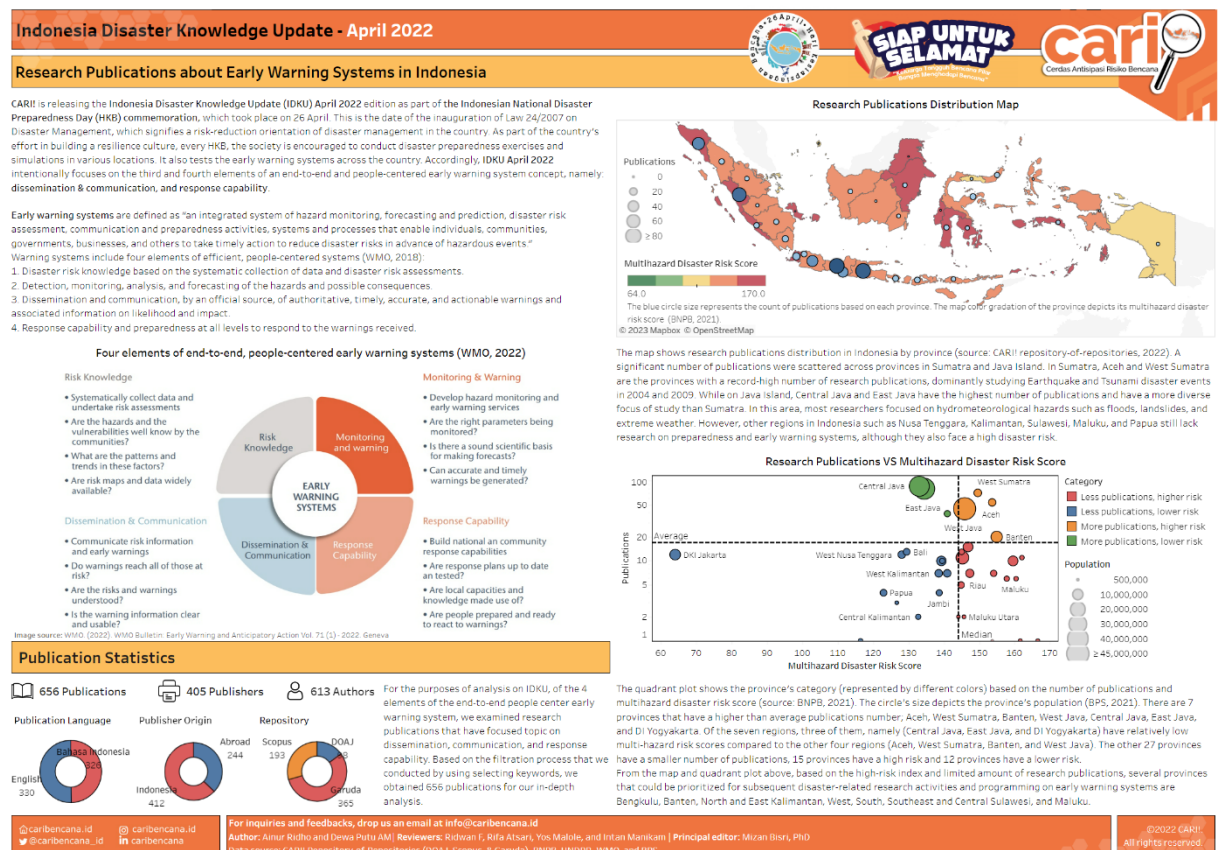 Indonesia Disaster Knowledge Update - April 2022
26 April
SIAP UNTUK
SELAMAT
cari!
Cerdas Antisipasi Risiko Bencana
Research Publications about Early Warning Systems in Indonesia
CARI! is releasing the Indonesia Disaster Knowledge Update (IDKU) April 2022 edition as part of the Indonesian National Disaster
Preparedness Day (HKB) commemoration, which took place on 26 April. This is the date of the inauguration of Law 24/2007 on
Disaster Management, which signifies a risk-reduction orientation of disaster management in the country. As part of the country's
effort in building a resilience culture, every HKB, the society is encouraged to conduct disaster preparedness exercises and
simulations in various locations. It also tests the early warning systems across the country. Accordingly, IDKU April 2022
intentionally focuses on the third and fourth elements of an end-to-end and people-centered early warning system concept, namely:
dissemination & communication, and response capability.
Early warning systems are defined as "an integrated system of hazard monitoring, forecasting and prediction, disaster risk
assessment, communication and preparedness activities, systems and processes that enable individuals, communities,
governments, businesses, and others to take timely action to reduce disaster risks in advance of hazardous events."
Warning systems include four elements of efficient, people-centered systems (WMO, 2018):
1. Disaster risk knowledge based on the systematic collection of data and disaster risk assessments.
2. Detection, monitoring, analysis, and forecasting of the hazards and possible consequences.
3. Dissemination and communication, by an official source, of authoritative, timely, accurate, and actionable warnings and
associated information on likelihood and impact.
4. Response capability and preparedness at all levels to respond to the warnings received.
Four elements of end-to-end, people-centered early warning systems (WMO, 2022)
Risk Knowledge
• Systematically collect data and
undertake risk assessments
• Are the hazards and the
vulnerabilities well know by the
communities?
• What are the patterns and
trends in these factors?
• Are risk maps and data widely
available?
Monitoring & Warning
• Develop hazard monitoring and
early warning services
• Are the right parameters being
monitored?
• Is there a sound scientific basis
for making forecasts?
• Can accurate and timely
warnings be generated?
Risk
Knowledge
Monitoring
and warning
EARLY
WARNING
SYSTEMS
Dissemination &
Communication
Response
Capability
Dissemination & Communication
• Communicate risk information
and early warnings
• Do warnings reach all of those at
risk?
• Are the risks and warnings
understood?
• Is the warning information clear
and usable?
Response Capability
• Build national an community
response capabilities
• Are response plans up to date
an tested?
• Are local capacities and
knowledge made use of?
• Are people prepared and ready
to react to warnings?
Image source: WMO. (2022). WMO Bulletin: Early Warning and Anticipatory Action Vol. 71 (1) - 2022. Geneva
Publication Statistics
656 Publications
405 Publishers
613 Authors
Publication Language
Bahasa Indonesia
326
English
330
Publisher Origin
Abroad
244
Indonesia
412
Repository
Scopus
193
DOAJ
Garuda
365
For the purposes of analysis on IDKU, of the 4
elements of the end-to-end people center early
warning system, we examined research
publications that have focused topic on
dissemination, communication, and response
capability. Based on the filtration process that we
conducted by using selecting keywords, we
obtained 656 publications for our in-depth
analysis.
Research Publications Distribution Map
Publications
0
20
40
60
≥ 80
Multihazard Disaster Risk Score
64.0
170.0
The blue circle size represents the count of publications based on each province. The map color gradation of the province depicts its multihazard disaster
risk score (BNPB, 2021).
© 2023 Mapbox © OpenStreetMap
The map shows research publications distribution in Indonesia by province (source: CARI! repository-of-repositories, 2022). A
significant number of publications were scattered across provinces in Sumatra and Java Island. In Sumatra, Aceh and West Sumatra
are the provinces with a record-high number of research publications, dominantly studying Earthquake and Tsunami disaster events
in 2004 and 2009. While on Java Island, Central Java and East Java have the highest number of publications and have a more diverse
focus of study than Sumatra. In this area, most researchers focused on hydrometeorological hazards such as floods, landslides, and
extreme weather. However, other regions in Indonesia such as Nusa Tenggara, Kalimantan, Sulawesi, Maluku, and Papua still lack
research on preparedness and early warning systems, although they also face a high disaster risk.
Research Publications VS Multihazard Disaster Risk Score
Publications
100
50
20
10
5
2
1
Average
Central Java
West Sumatra
East Java
Aceh
West Java
Banten
DKI Jakarta
West Nusa Tenggara
Bali
West Kalimantan
Riau
Maluku
Papua
Jambi
Central Kalimantan
Maluku Utara
Median
60 70 80 90 100 110 120 130 140 150 160 170
Multihazard Disaster Risk Score
Category
Less publications, higher risk
Less publications, lower risk
More publications, higher risk
More publications, lower risk
Population
500,000
10,000,000
20,000,000
30,000,000
40,000,000
≥ 45,000,000
The quadrant plot shows the province's category (represented by different colors) based on the number of publications and
multihazard disaster risk score (source: BNPB, 2021). The circle's size depicts the province's population (BPS, 2021). There are 7
provinces that have a higher than average publications number; Aceh, West Sumatra, Banten, West Java, Central Java, East Java,
and DI Yogyakarta. Of the seven regions, three of them, namely (Central Java, East Java, and DI Yogyakarta) have relatively low
multi-hazard risk scores compared to the other four regions (Aceh, West Sumatra, Banten, and West Java). The other 27 provinces
have a smaller number of publications, 15 provinces have a high risk and 12 provinces have a lower risk.
From the map and quadrant plot above, based on the high-risk index and limited amount of research publications, several provinces
that could be prioritized for subsequent disaster-related research activities and programming on early warning systems are
Bengkulu, Banten, North and East Kalimantan, West, South, Southeast and Central Sulawesi, and Maluku.
caribencana.id
caribencana.id
@caribencana_id
caribencana
For inquiries and feedbacks, drop us an email at info@caribencana.id
Author: Ainur Ridho and Dewa Putu AM| Reviewers: Ridwan F, Rifa Atsari, Yos Malole, and Intan Manikam | Principal editor: Mizan Bisri, PhD
Data source: CARI! Repository of Repositories (DOAJ, Scopus, & Garuda), BNPB, UNDRR, WMO, and BPS
©2022 CARI!
All rights reserved